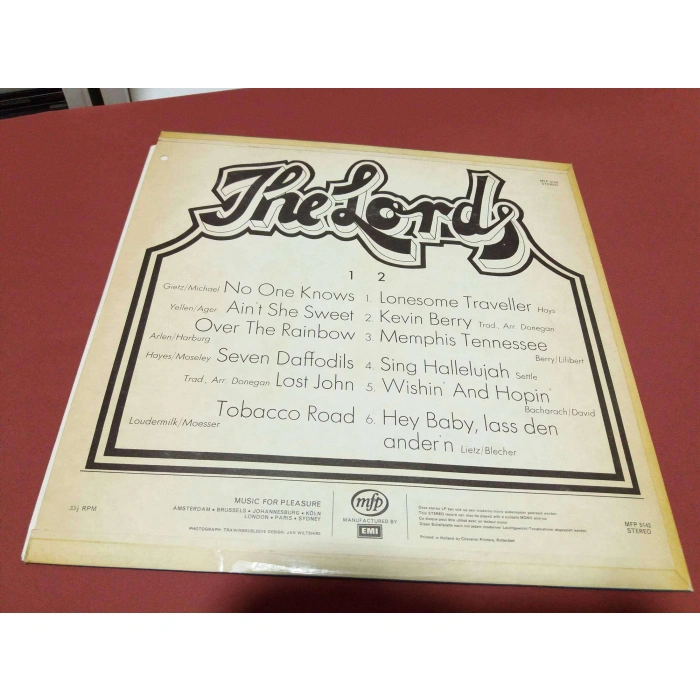 The Lords
MFP 5145
STEREO
1 2
Gietz/Michael No One Knows
Yellen/Ager Ain't She Sweet
Over The Rainbow
Arlen/Harburg
Hayes/Moseley Seven Daffodils
Trad., Arr. Donegan Lost John
Tobacco Road
Loudermilk/Moesser
1. Lonesome Traveller Hays
2. Kevin Berry Trad., Arr. Donegan
3. Memphis Tennessee
Berry/Lilibert
4. Sing Hallelujah Settle
5. Wishin' And Hopin'
Bacharach/David
6. Hey Baby, lass den
ander'n Lietz/Blecher
33⅓ RPM
MUSIC FOR PLEASURE
AMSTERDAM • BRUSSELS • JOHANNESBURG • KÖLN
LONDON • PARIS • SYDNEY
mfp
MANUFACTURED BY
EMI
MFP 5145
STEREO